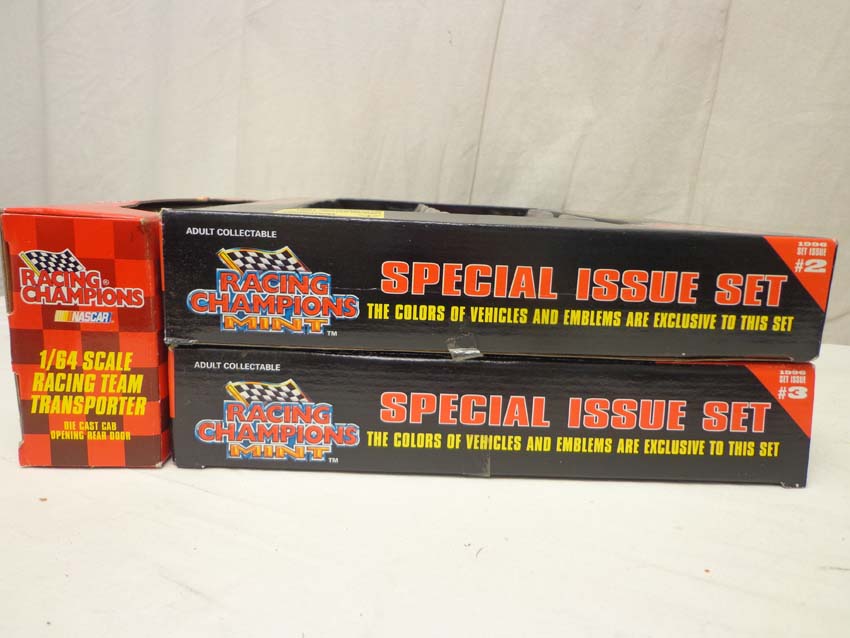 RACING
CHAMPIONS®
NASCAR
1/64 SCALE
RACING TEAM
TRANSPORTER
DIE CAST CAB
OPENING REAR DOOR
ADULT COLLECTABLE
RACING
CHAMPIONS
MINT™
SPECIAL ISSUE SET
THE COLORS OF VEHICLES AND EMBLEMS ARE EXCLUSIVE TO THIS SET
1996
SET ISSUE
#2
ADULT COLLECTABLE
RACING
CHAMPIONS
MINT™
SPECIAL ISSUE SET
THE COLORS OF VEHICLES AND EMBLEMS ARE EXCLUSIVE TO THIS SET
1996
SET ISSUE
#3